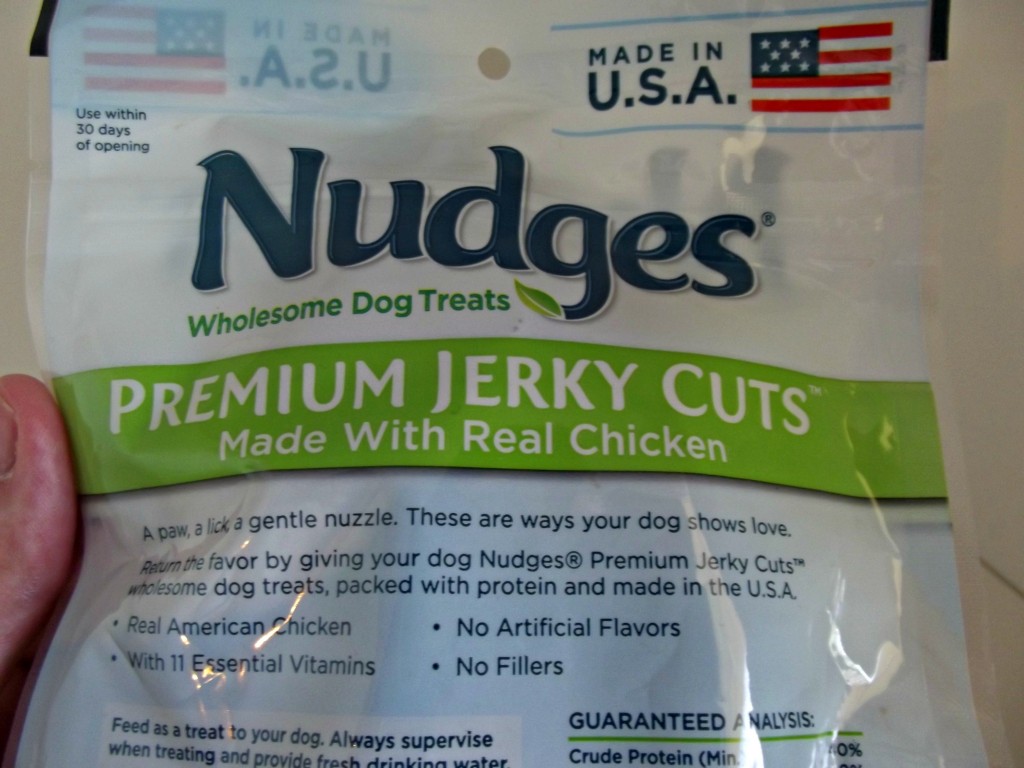 MADE IN
U.S.A.
MADE IN
U.S.A.
Use within
30 days
of opening
Nudges®
Wholesome Dog Treats
PREMIUM JERKY CUTS™
Made With Real Chicken
A paw, a lick a gentle nuzzle. These are ways your dog shows love.
Return the favor by giving your dog Nudges® Premium Jerky Cuts™
wholesome dog treats, packed with protein and made in the U.S.A.
• Real American Chicken
• With 11 Essential Vitamins
• No Artificial Flavors
• No Fillers
Feed as a treat to your dog. Always supervise
when treating and provide fresh drinking water.
GUARANTEED ANALYSIS:
Crude Protein (Min.